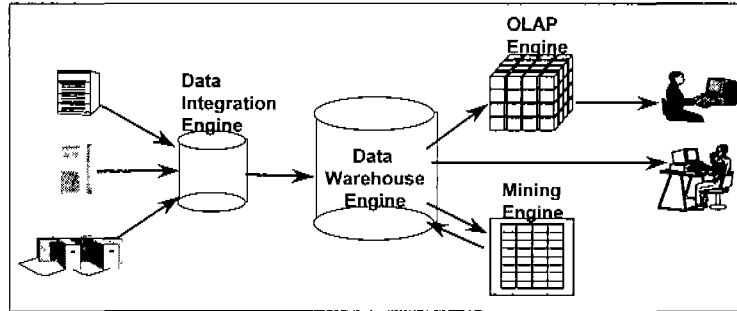 OLAP
Engine
Data
Integration
Engine
Data
Warehouse
Engine
Mining
Engine